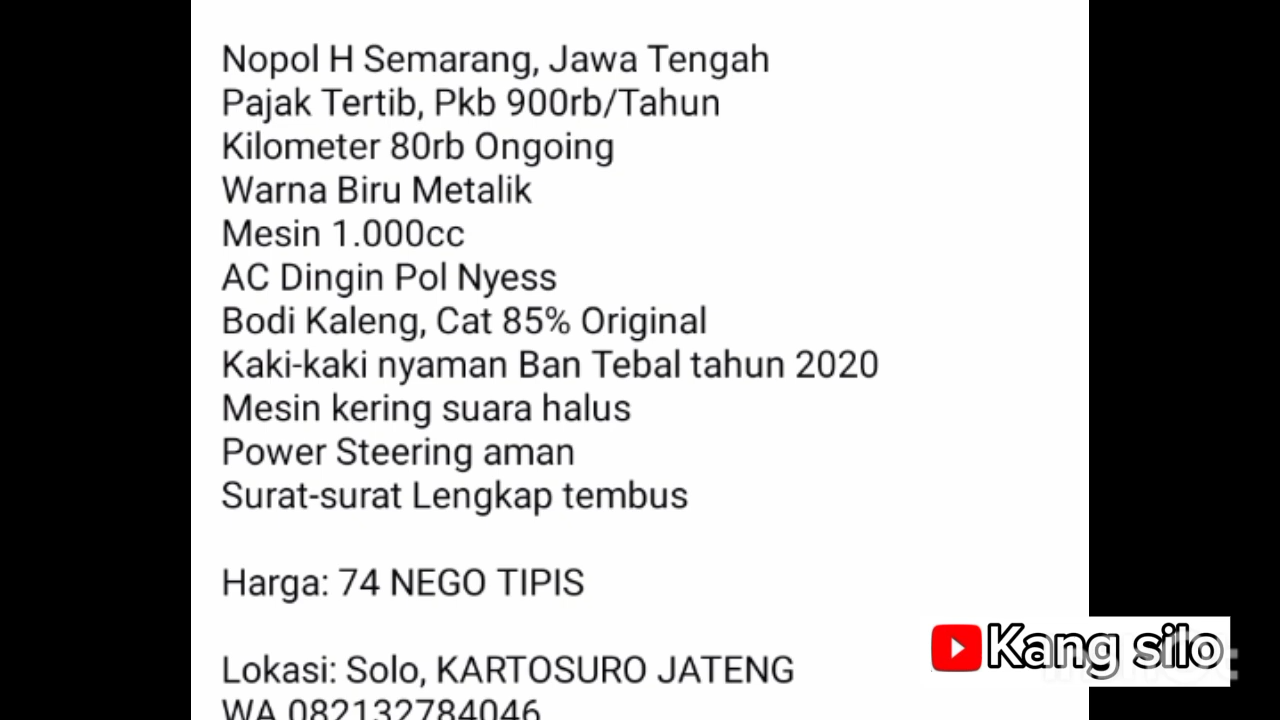 Nopol H Semarang, Jawa Tengah
Pajak Tertib, Pkb 900rb/Tahun
Kilometer 80rb Ongoing
Warna Biru Metalik
Mesin 1.000cc
AC Dingin Pol Nyess
Bodi Kaleng, Cat 85% Original
Kaki-kaki nyaman Ban Tebal tahun 2020
Mesin kering suara halus
Power Steering aman
Surat-surat Lengkap tembus
Harga: 74 NEGO TIPIS
Kang silo
Lokasi: Solo, KARTOSURO JATENG
WA 082132784046